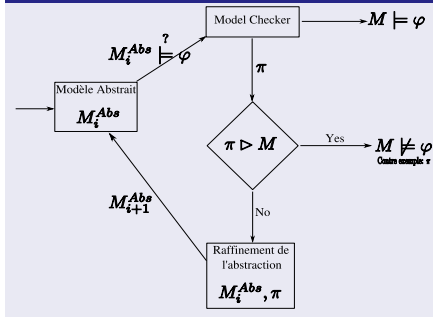 Model Checker
M ⊨ φ
M_i^{Abs} ⊨^? φ
π
Modèle Abstrait
M_i^{Abs}
π ▷ M
Yes
M ⊭ φ
Contre exemple: π
M_{i+1}^{Abs}
No
Raffinement de
l'abstraction
M_i^{Abs}, π